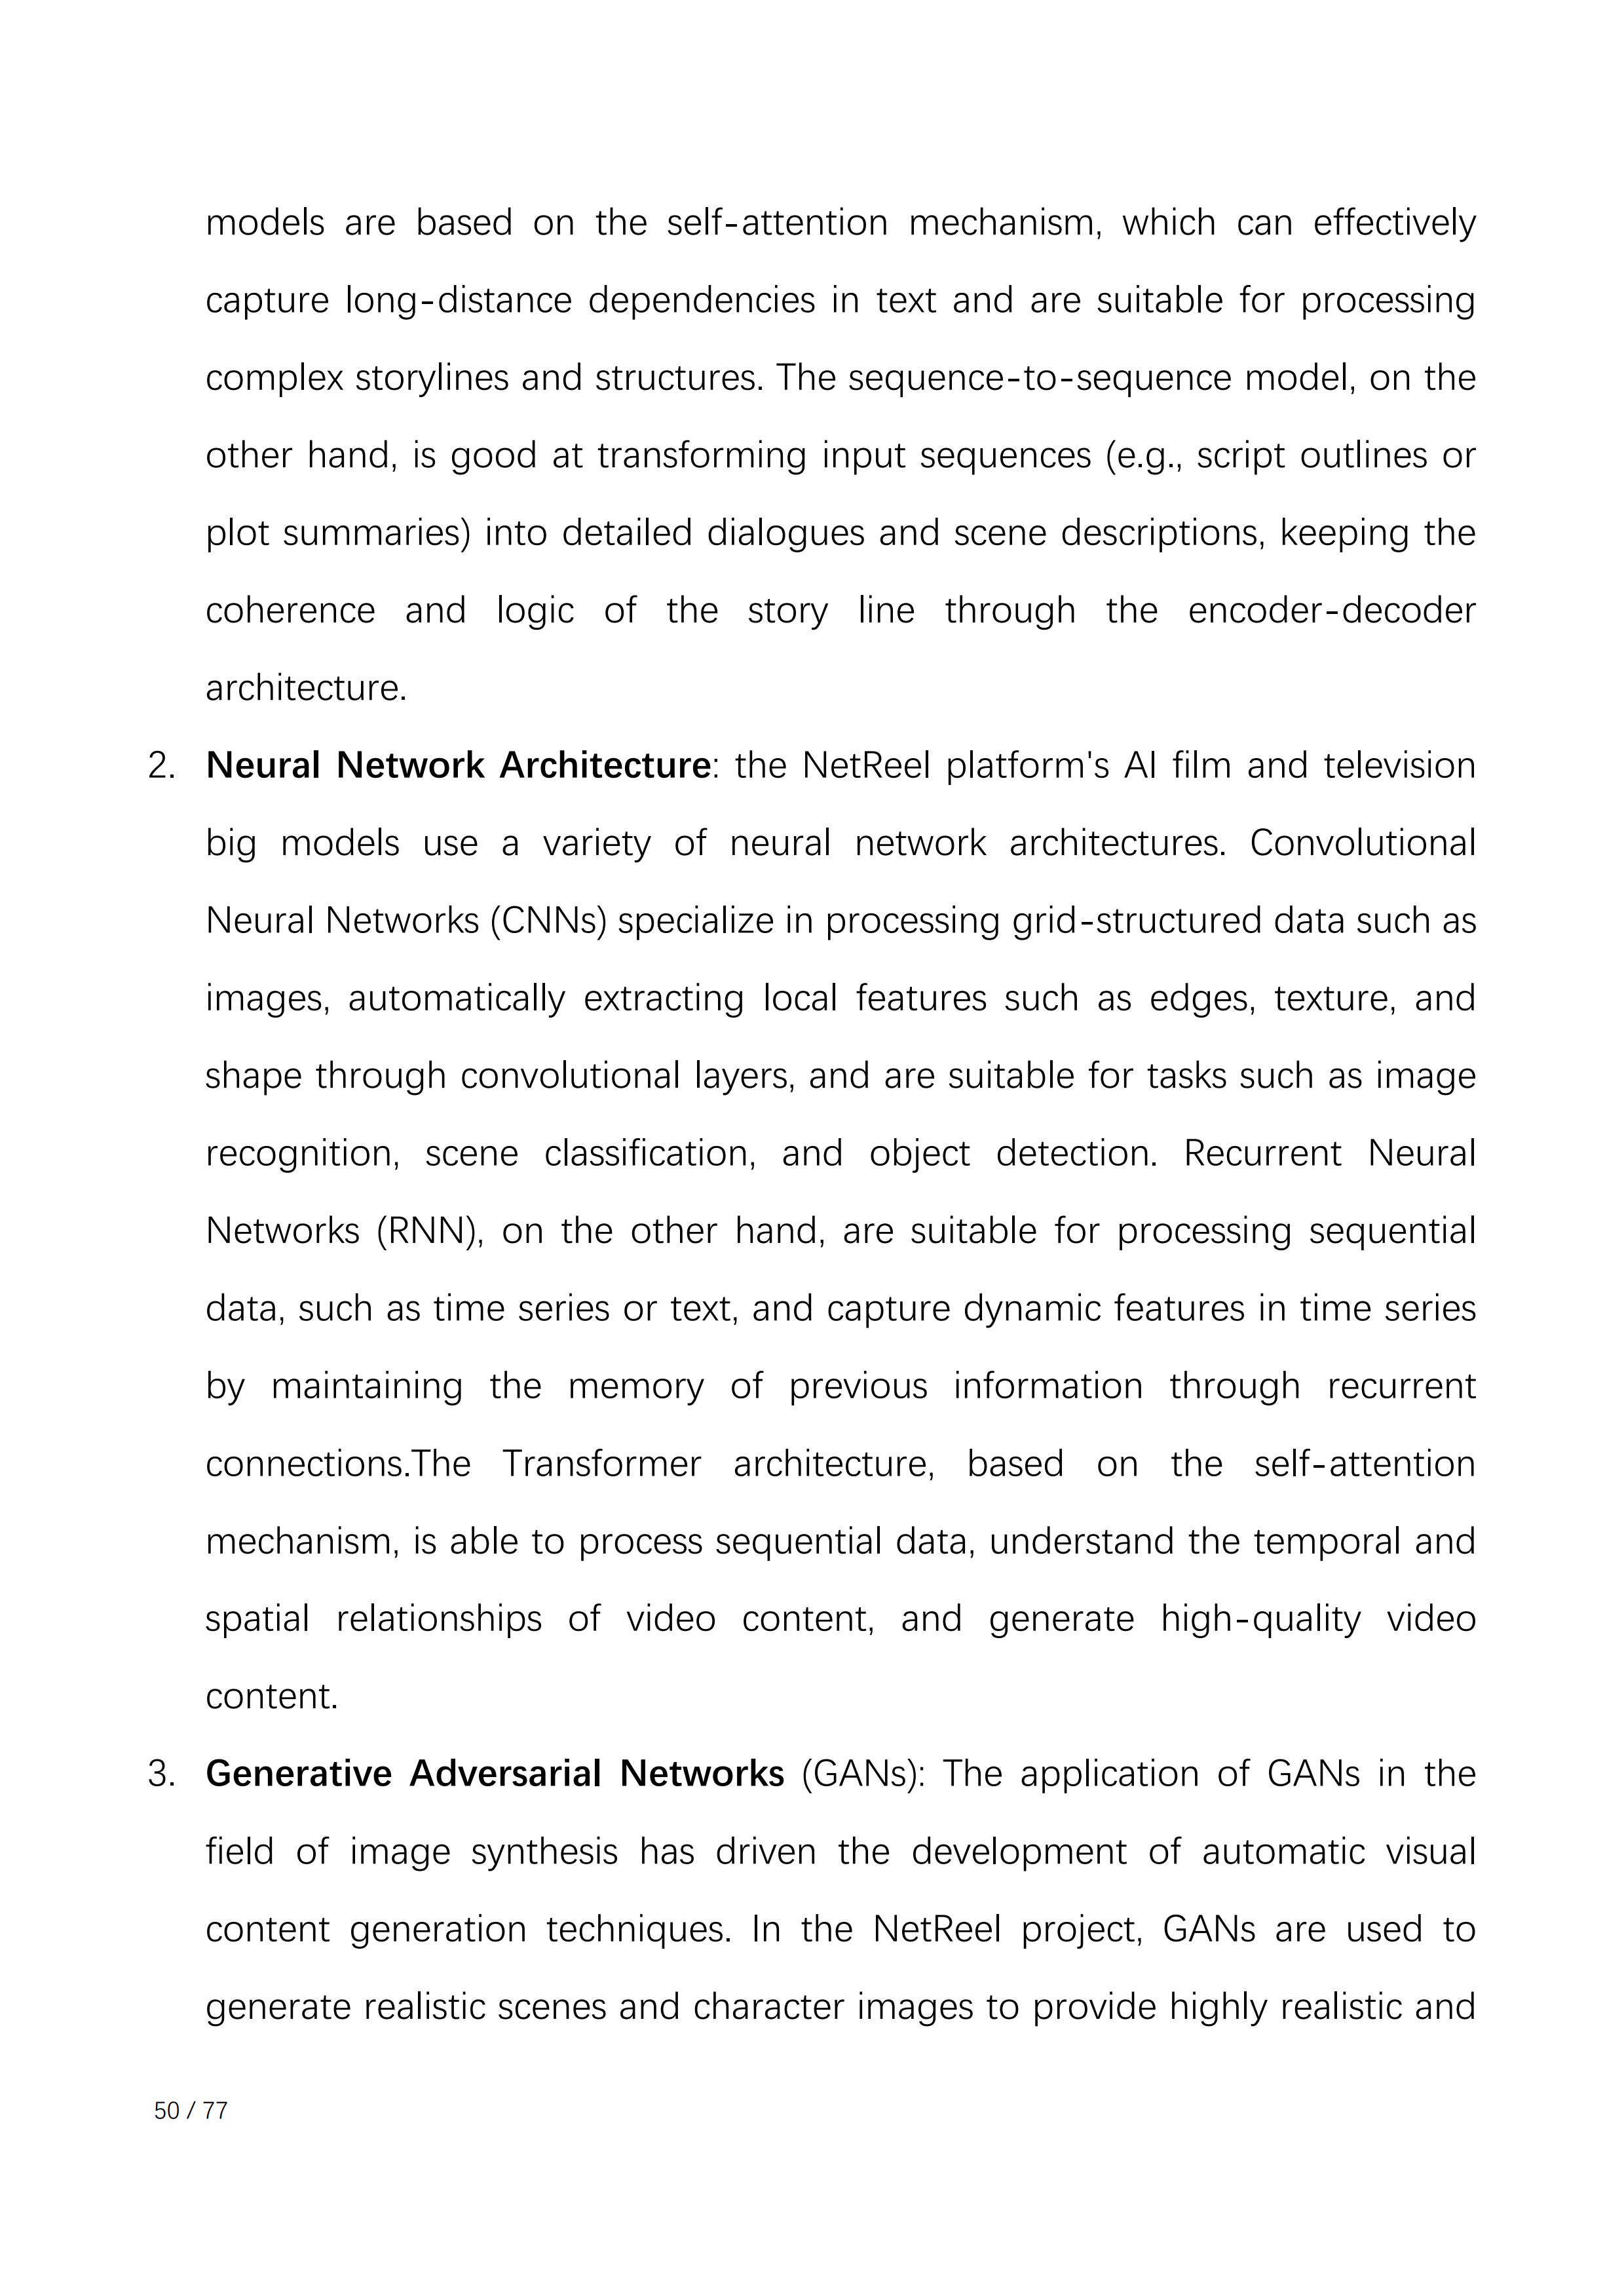 models are based on the self-attention mechanism, which can effectively
capture long-distance dependencies in text and are suitable for processing
complex storylines and structures. The sequence-to-sequence model, on the
other hand, is good at transforming input sequences (e.g., script outlines or
plot summaries) into detailed dialogues and scene descriptions, keeping the
coherence and logic of the story line through the encoder-decoder
architecture.
2. Neural Network Architecture: the NetReel platform's AI film and television
big models use a variety of neural network architectures. Convolutional
Neural Networks (CNNs) specialize in processing grid-structured data such as
images, automatically extracting local features such as edges, texture, and
shape through convolutional layers, and are suitable for tasks such as image
recognition, scene classification, and object detection. Recurrent Neural
Networks (RNN), on the other hand, are suitable for processing sequential
data, such as time series or text, and capture dynamic features in time series
by maintaining the memory of previous information through recurrent
connections.The Transformer architecture, based on the self-attention
mechanism, is able to process sequential data, understand the temporal and
spatial relationships of video content, and generate high-quality video
content.
3. Generative Adversarial Networks (GANs): The application of GANs in the
field of image synthesis has driven the development of automatic visual
content generation techniques. In the NetReel project, GANs are used to
generate realistic scenes and character images to provide highly realistic and
50 / 77